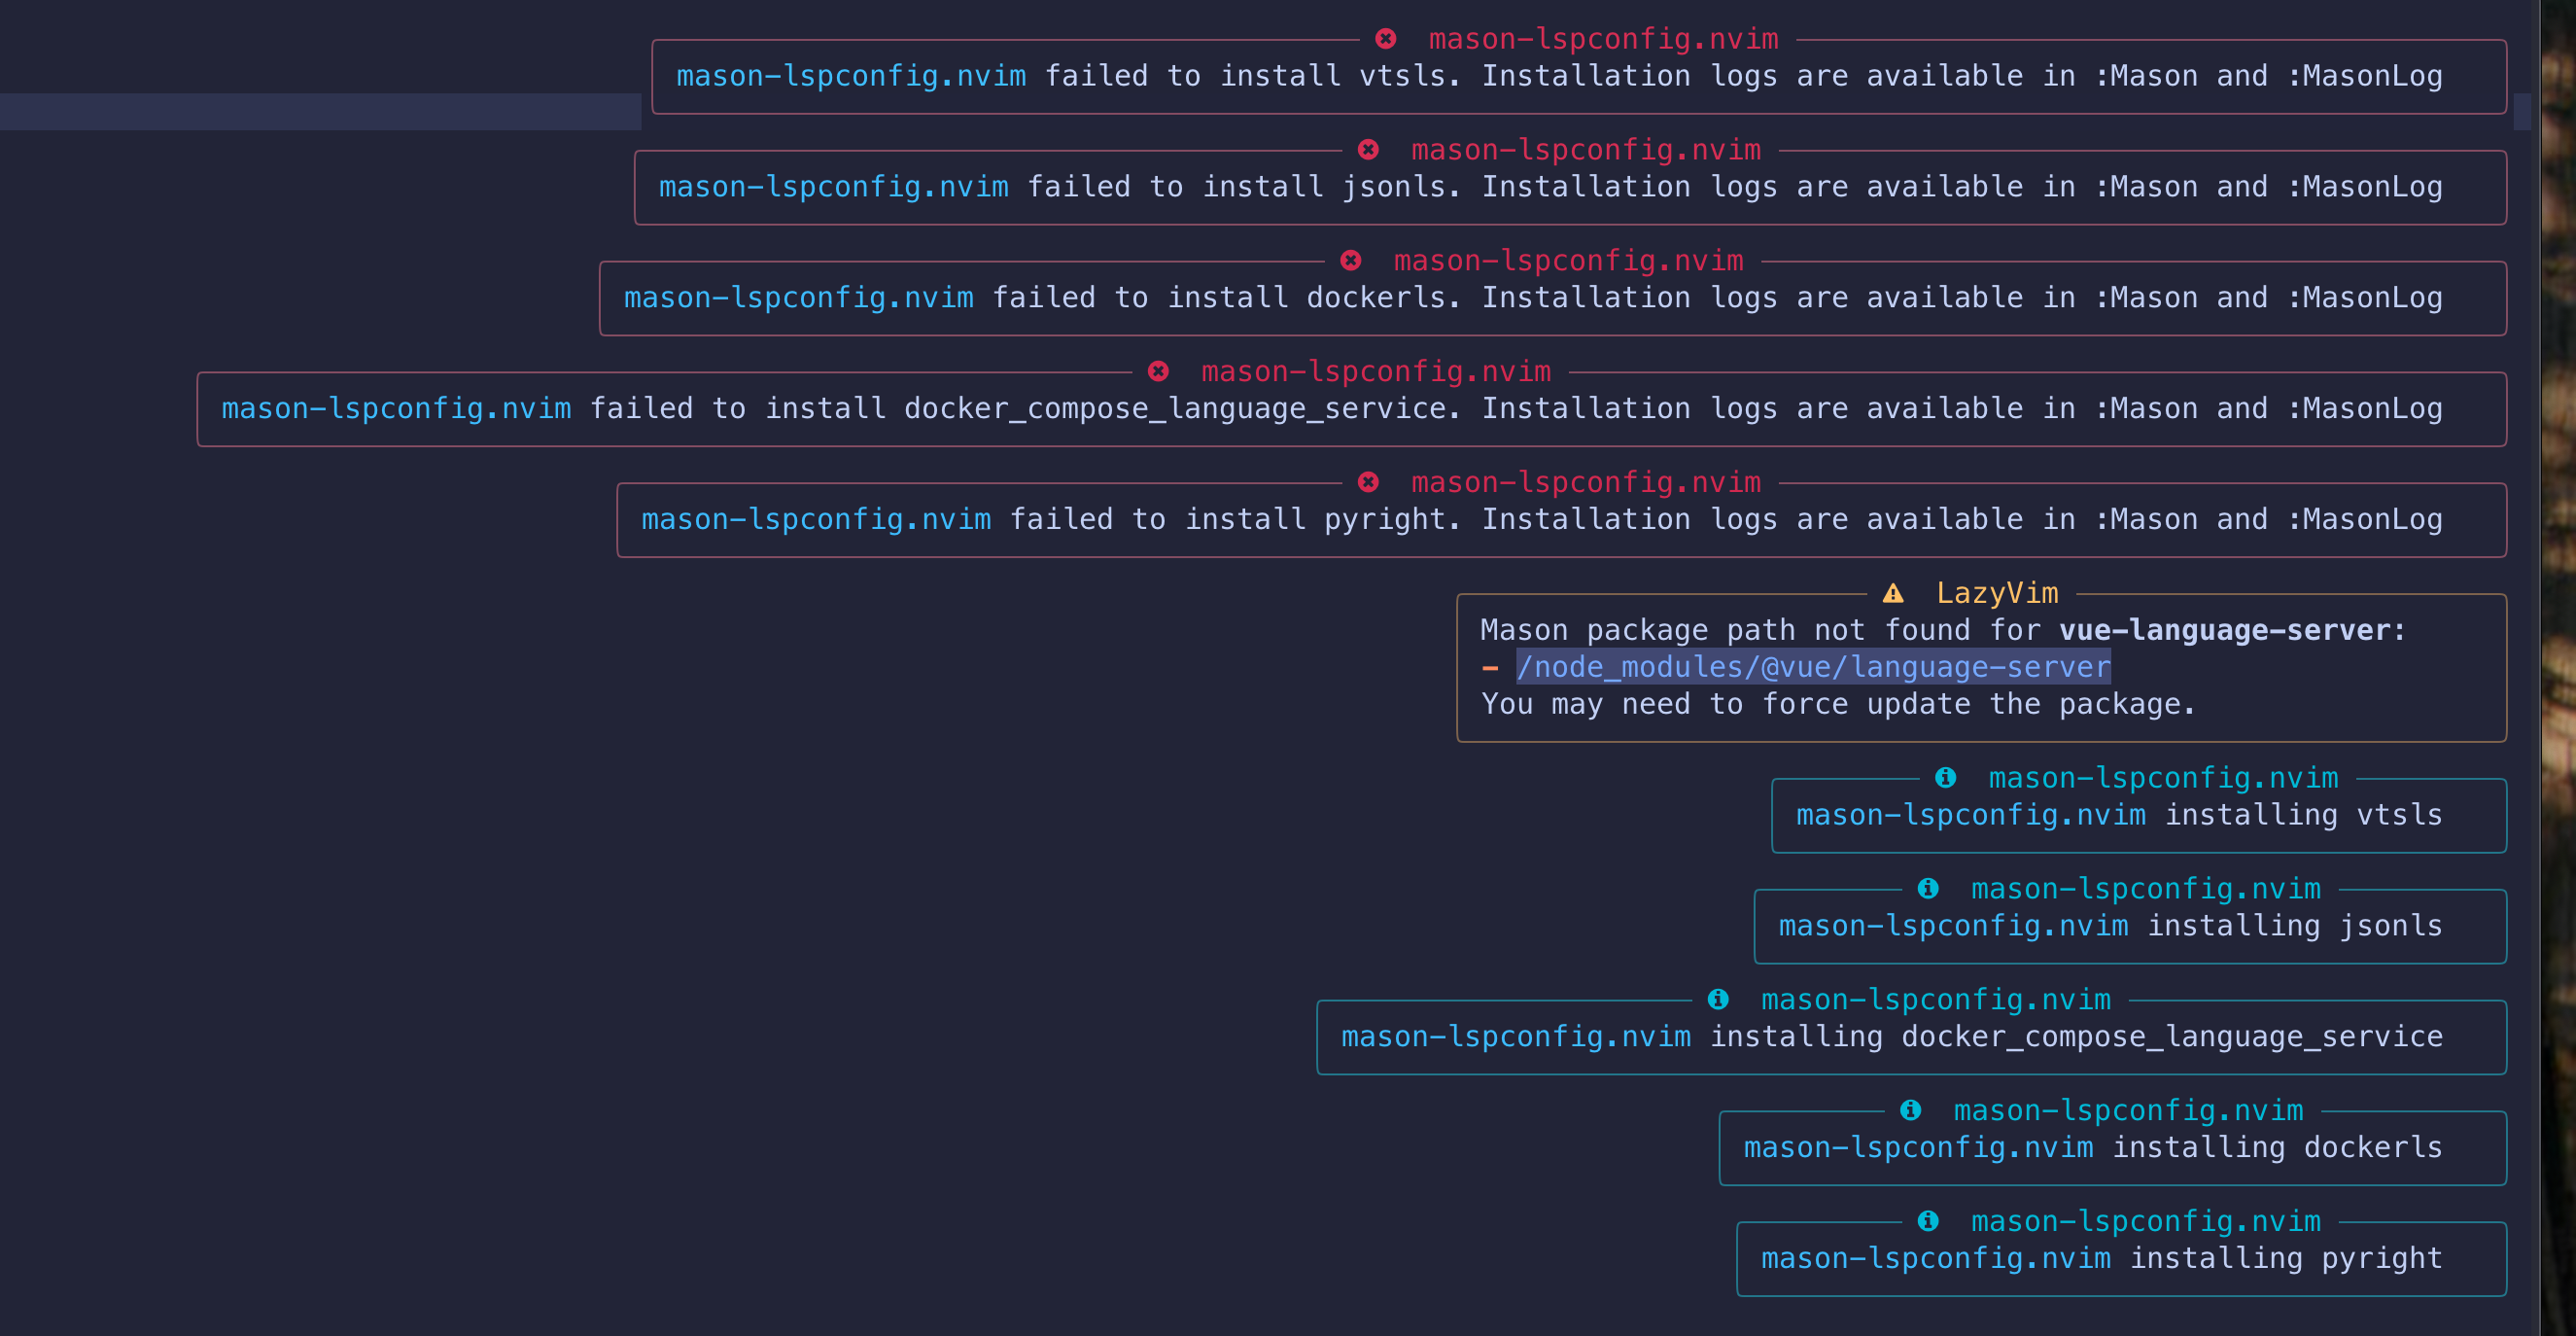 mason-lspconfig.nvim
mason-lspconfig.nvim failed to install vtsls. Installation logs are available in :Mason and :MasonLog
mason-lspconfig.nvim
mason-lspconfig.nvim failed to install jsonls. Installation logs are available in :Mason and :MasonLog
mason-lspconfig.nvim
mason-lspconfig.nvim failed to install dockerls. Installation logs are available in :Mason and :MasonLog
mason-lspconfig.nvim
mason-lspconfig.nvim failed to install docker_compose_language_service. Installation logs are available in :Mason and :MasonLog
mason-lspconfig.nvim
mason-lspconfig.nvim failed to install pyright. Installation logs are available in :Mason and :MasonLog
LazyVim
Mason package path not found for vue-language-server:
- /node_modules/@vue/language-server
You may need to force update the package.
mason-lspconfig.nvim
mason-lspconfig.nvim installing vtsls
mason-lspconfig.nvim
mason-lspconfig.nvim installing jsonls
mason-lspconfig.nvim
mason-lspconfig.nvim installing docker_compose_language_service
mason-lspconfig.nvim
mason-lspconfig.nvim installing dockerls
mason-lspconfig.nvim
mason-lspconfig.nvim installing pyright